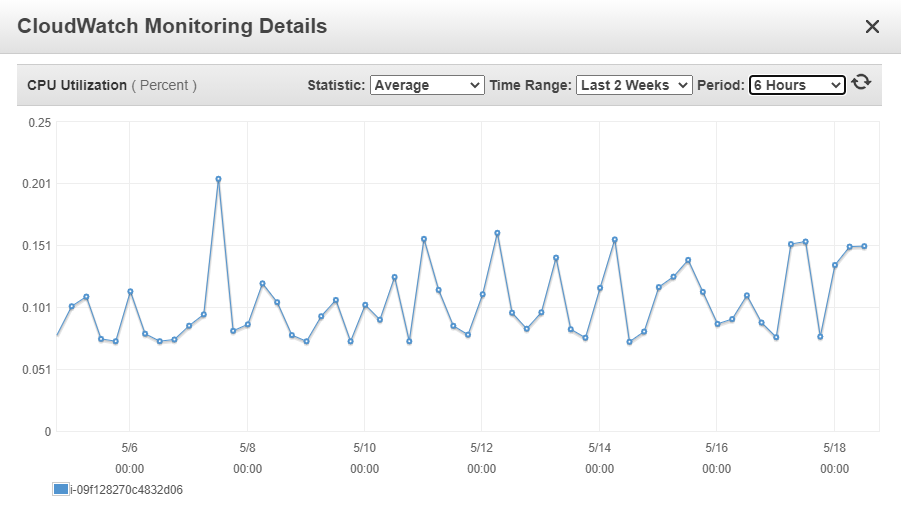 CloudWatch Monitoring Details
CPU Utilization ( Percent ) Statistic: Average Time Range: Last 2 Weeks Period: 6 Hours
0.25
0.201
0.151
0.101
0.051
0
5/6 5/8 5/10 5/12 5/14 5/16 5/18
00:00 00:00 00:00 00:00 00:00 00:00 00:00
i-09f128270c4832d06